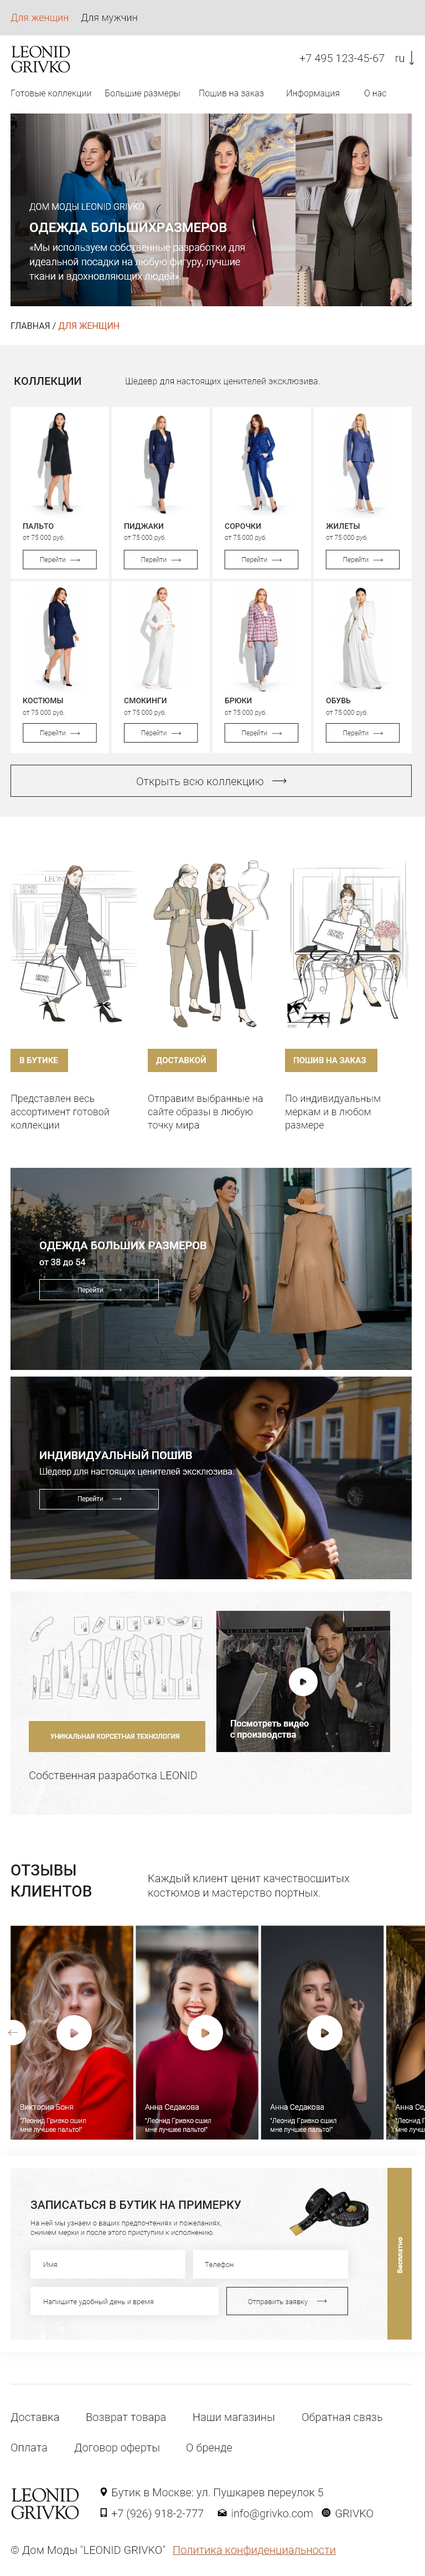 Для женщин Для мужчин
LEONID
GRIVKO
+7 495 123-45-67 ru
Готовые коллекции Большие размеры Пошив на заказ Информация О нас
ДОМ МОДЫ LEONID GRIVKO
ОДЕЖДА БОЛЬШИХРАЗМЕРОВ
«Мы используем собственные разработки для
идеальной посадки на любую фигуру, лучшие
ткани и вдохновляющих людей».
ГЛАВНАЯ / ДЛЯ ЖЕНЩИН
КОЛЛЕКЦИИ
Шедевр для настоящих ценителей эксклюзива.
ПАЛЬТО ПИДЖАКИ СОРОЧКИ ЖИЛЕТЫ
от 75 000 руб. от 75 000 руб. от 75 000 руб. от 75 000 руб.
Перейти Перейти Перейти Перейти
КОСТЮМЫ СМОКИНГИ БРЮКИ ОБУВЬ
от 75 000 руб. от 75 000 руб. от 75 000 руб. от 75 000 руб.
Перейти Перейти Перейти Перейти
Открыть всю коллекцию
LEONID
GRIVKO
LEONID
GRIVKO
LEONID
GRIVKO
В БУТИКЕ
Представлен весь
ассортимент готовой
коллекции
ДОСТАВКОЙ
Отправим выбранные на
сайте образы в любую
точку мира
ПОШИВ НА ЗАКАЗ
По индивидуальным
меркам и в любом
размере
ОДЕЖДА БОЛЬШИХ РАЗМЕРОВ
от 38 до 54
Перейти
ИНДИВИДУАЛЬНЫЙ ПОШИВ
Шедевр для настоящих ценителей эксклюзива.
Перейти
УНИКАЛЬНАЯ КОРСЕТНАЯ ТЕХНОЛОГИЯ
Собственная разработка LEONID
Посмотреть видео
с производства
ОТЗЫВЫ
КЛИЕНТОВ
Каждый клиент ценит качествосшитых
костюмов и мастерство портных.
Виктория Боня
"Леонид Гривко сшил
мне лучшее пальто!"
Анна Седакова
"Леонид Гривко сшил
мне лучшее пальто!"
Анна Седакова
"Леонид Гривко сшил
мне лучшее пальто!"
Анна Сед
"Леонид Г
мне лучш
ЗАПИСАТЬСЯ В БУТИК НА ПРИМЕРКУ
На ней мы узнаем о ваших предпочтениях и пожеланиях,
снимем мерки и после этого приступим к исполнению.
Имя Телефон
Напишите удобный день и время Отправить заявку
Бесплатно
Доставка Возврат товара Наши магазины Обратная связь
Оплата Договор оферты О бренде
LEONID
GRIVKO
Бутик в Москве: ул. Пушкарев переулок 5
+7 (926) 918-2-777 info@grivko.com GRIVKO
© Дом Моды "LEONID GRIVKO" Политика конфиденциальности